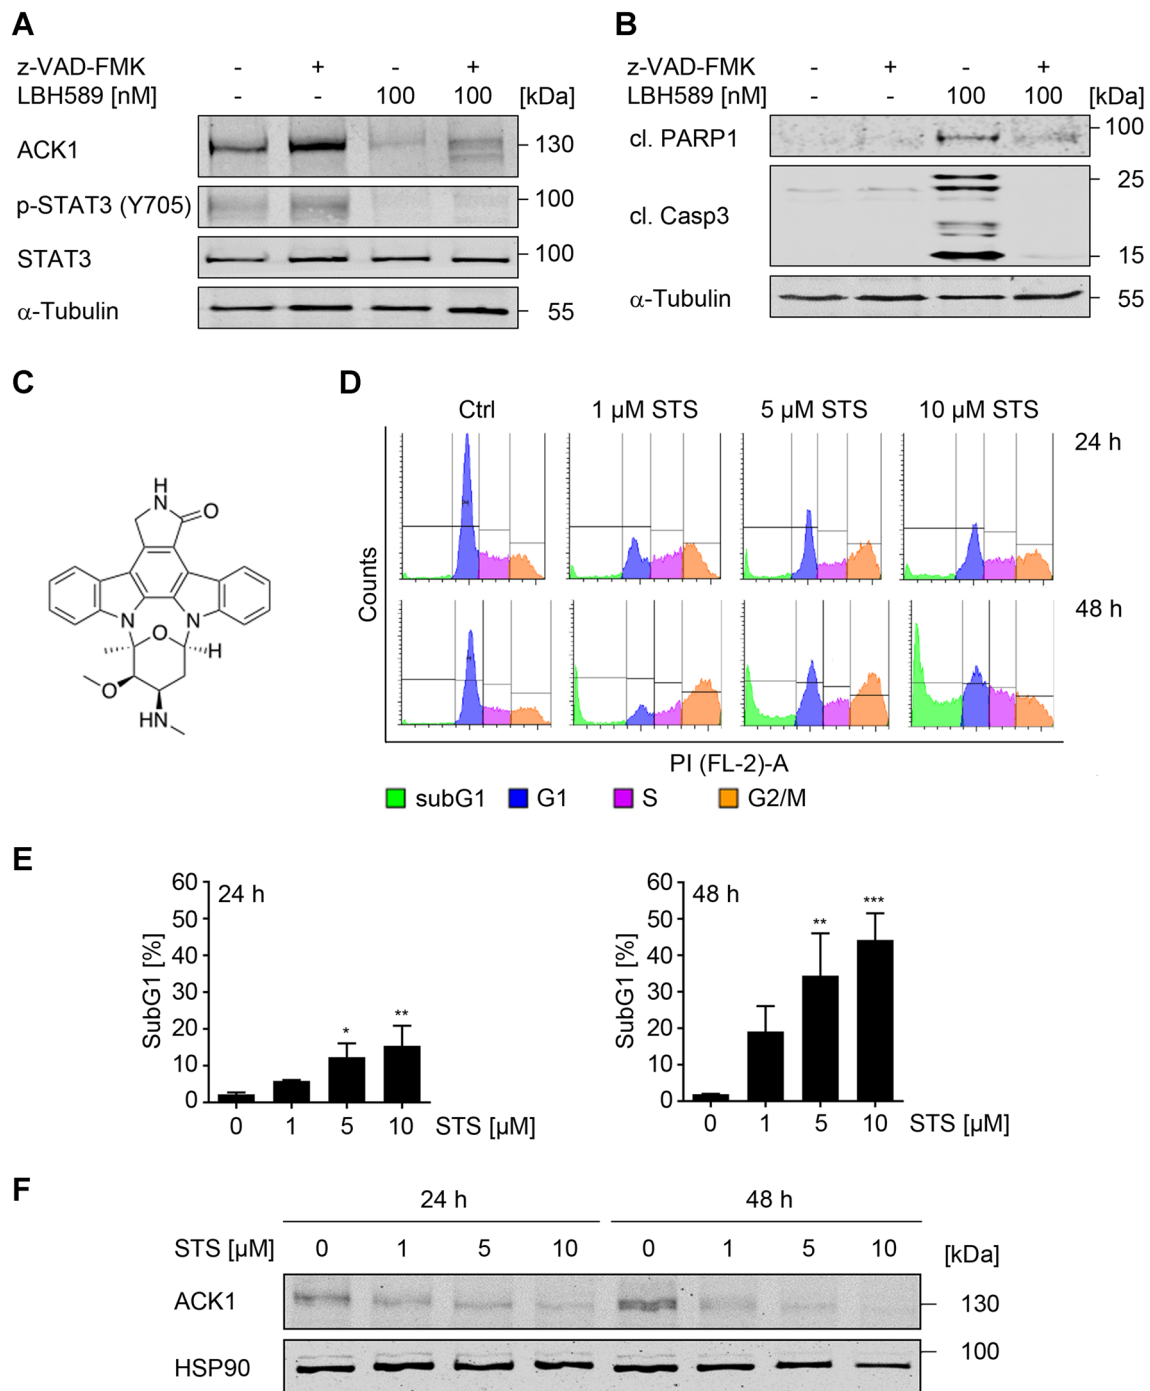 A
z-VAD-FMK - + - +
LBH589 [nM] - - 100 100 [kDa]
ACK1 130
p-STAT3 (Y705) 100
STAT3 100
α-Tubulin 55
B
z-VAD-FMK - + - +
LBH589 [nM] - - 100 100 [kDa]
cl. PARP1 100
cl. Casp3 25
15
α-Tubulin 55
C
NH
O
N N
O
H
O
HN
D
Ctrl 1 µM STS 5 µM STS 10 µM STS
24 h
48 h
Counts
PI (FL-2)-A
subG1 G1 S G2/M
E
24 h
SubG1 [%]
60
50
40
30
20
10
0
* **
0 1 5 10 STS [µM]
48 h
SubG1 [%]
60
50
40
30
20
10
0
** ***
0 1 5 10 STS [µM]
F
24 h 48 h
STS [µM] 0 1 5 10 0 1 5 10 [kDa]
ACK1 130
HSP90 100